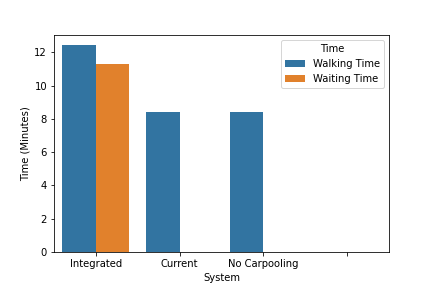 Time
Walking Time
Waiting Time
Time (Minutes)
12
10
8
6
4
2
0
Integrated
Current
No Carpooling
System